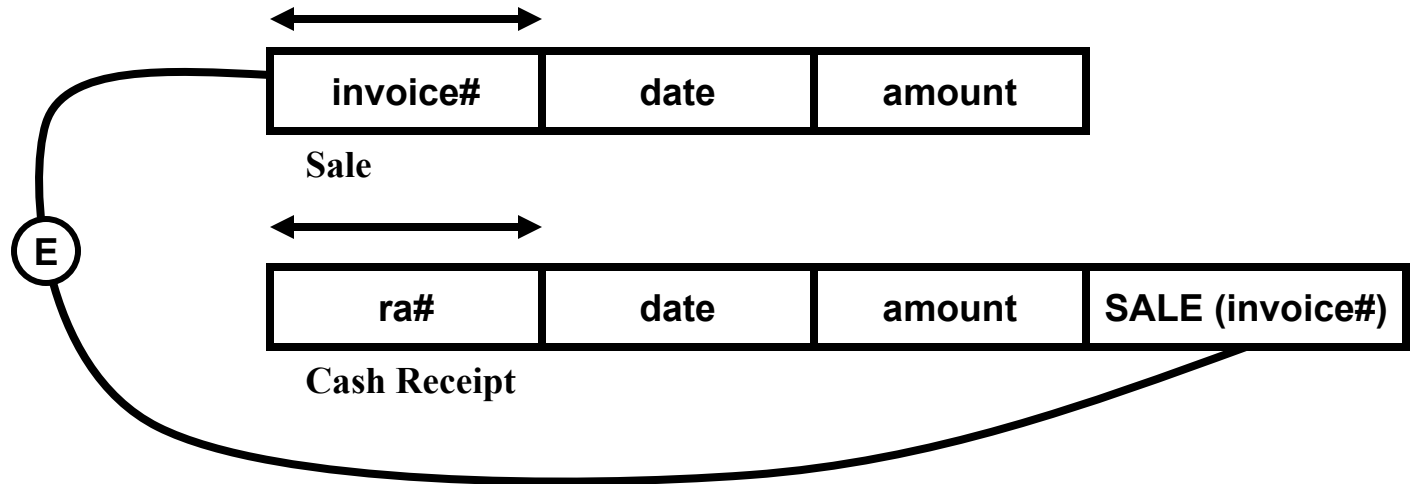 invoice# date amount
Sale
E
ra# date amount SALE (invoice#)
Cash Receipt